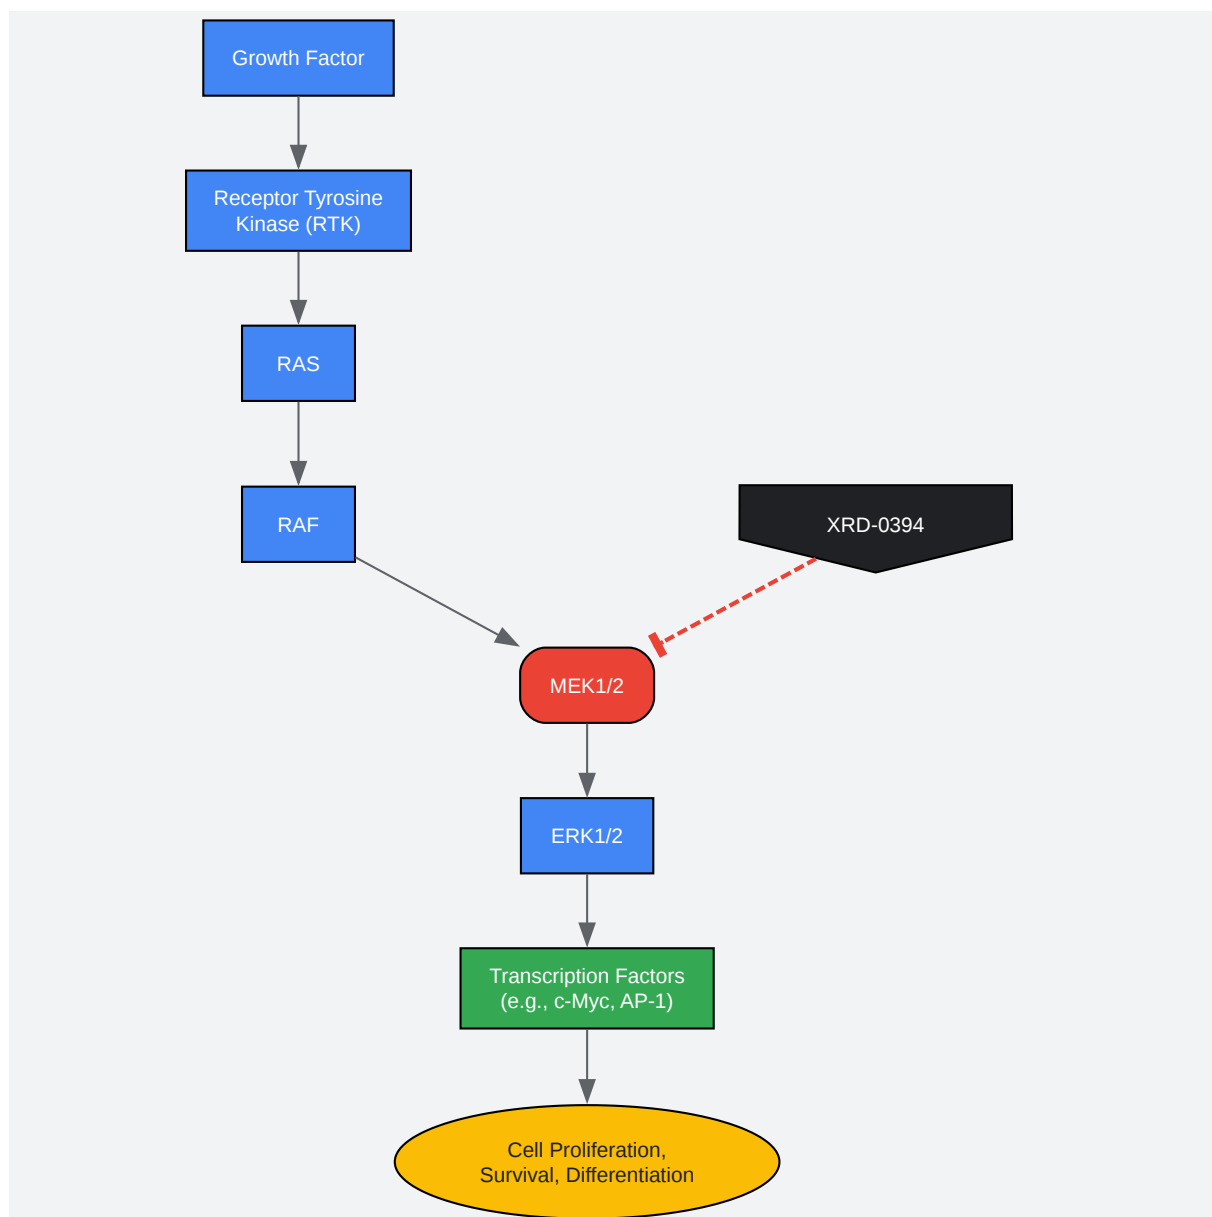 Growth Factor
Receptor Tyrosine
Kinase (RTK)
RAS
RAF
XRD-0394
MEK1/2
ERK1/2
Transcription Factors
(e.g., c-Myc, AP-1)
Cell Proliferation,
Survival, Differentiation